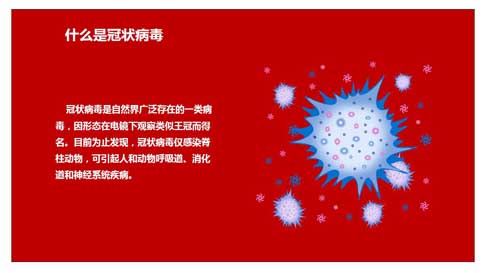 什么是冠状病毒
冠状病毒是自然界广泛存在的一类病
毒，因形态在电镜下观察类似王冠而得
名。目前为止发现，冠状病毒仅感染脊
柱动物，可引起人和动物呼吸道、消化
道和神经系统疾病。